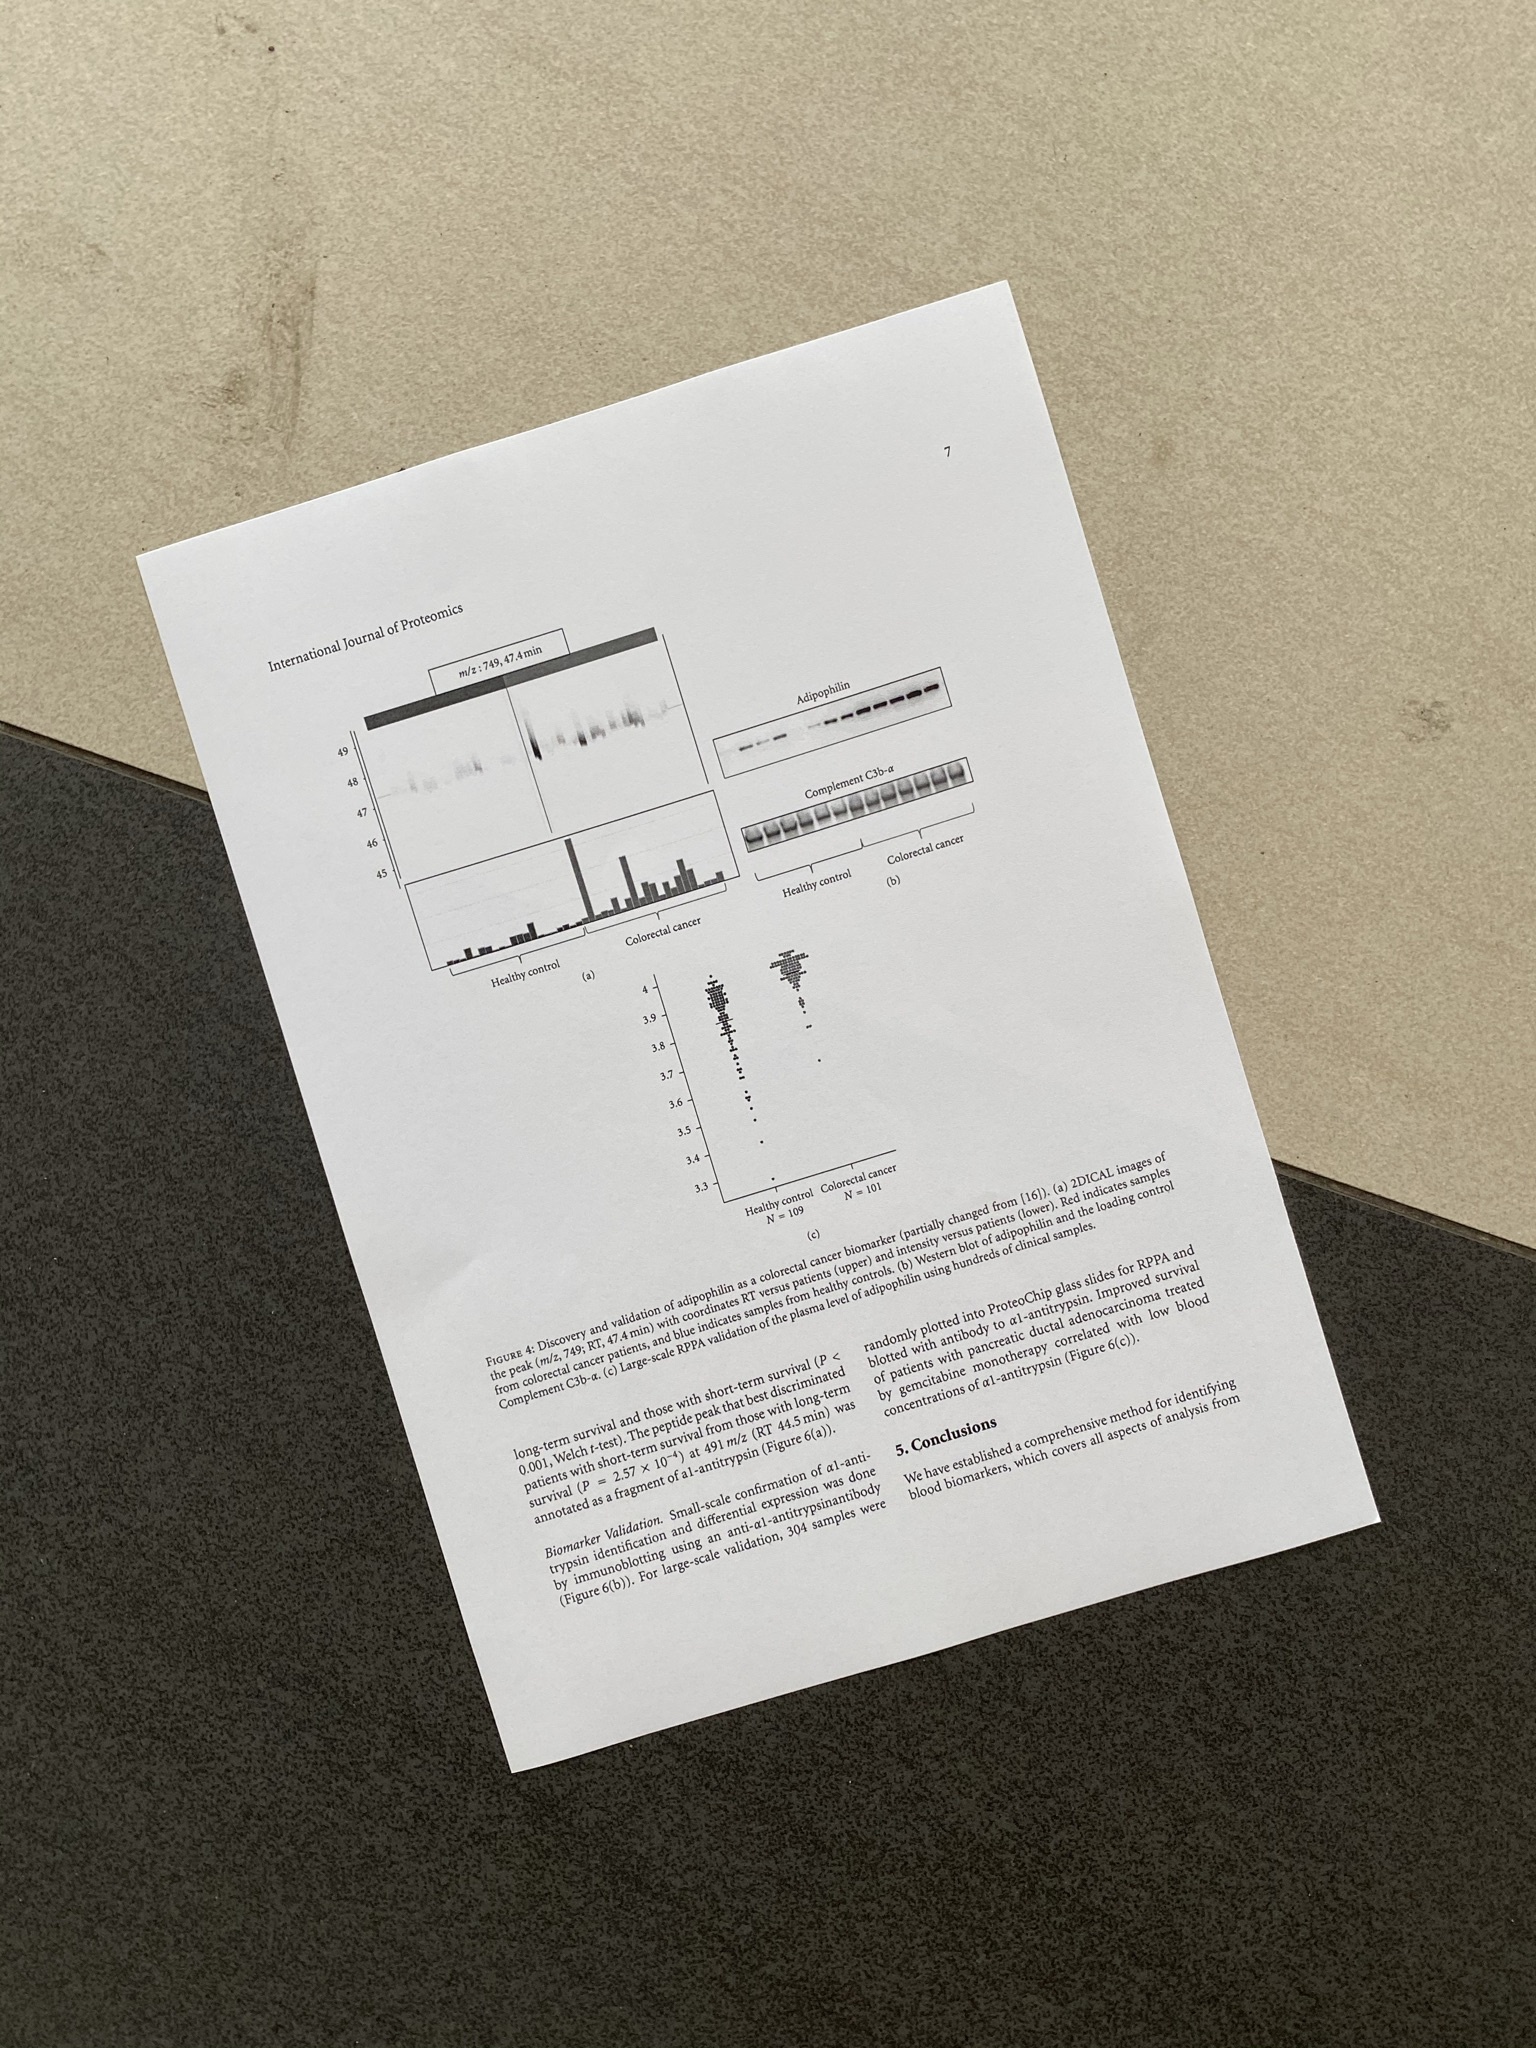 International Journal of Proteomics
7
m/z : 749, 47.4 min
49
48
47
46
45
Healthy control
Colorectal cancer
(a)
Adipophilin
Complement C3b-α
Healthy control
Colorectal cancer
(b)
4
3.9
3.8
3.7
3.6
3.5
3.4
3.3
Healthy control
N = 109
Colorectal cancer
N = 101
(c)
Figure 4: Discovery and validation of adipophilin as a colorectal cancer biomarker (partially changed from [16]). (a) 2DICAL images of
the peak (m/z, 749; RT, 47.4 min) with coordinates RT versus patients (upper) and intensity versus patients (lower). Red indicates samples
from colorectal cancer patients, and blue indicates samples from healthy controls. (b) Western blot of adipophilin and the loading control
Complement C3b-α. (c) Large-scale RPPA validation of the plasma level of adipophilin using hundreds of clinical samples.
long-term survival and those with short-term survival (P <
0.001, Welch t-test). The peptide peak that best discriminated
patients with short-term survival from those with long-term
survival (P = 2.57 × 10⁻⁴) at 491 m/z (RT 44.5 min) was
annotated as a fragment of a1-antitrypsin (Figure 6(a)).
Biomarker Validation. Small-scale confirmation of α1-anti-
trypsin identification and differential expression was done
by immunoblotting using an anti-α1-antitrypsinantibody
(Figure 6(b)). For large-scale validation, 304 samples were
randomly plotted into ProteoChip glass slides for RPPA and
blotted with antibody to α1-antitrypsin. Improved survival
of patients with pancreatic ductal adenocarcinoma treated
by gemcitabine monotherapy correlated with low blood
concentrations of α1-antitrypsin (Figure 6(c)).
5. Conclusions
We have established a comprehensive method for identifying
blood biomarkers, which covers all aspects of analysis from